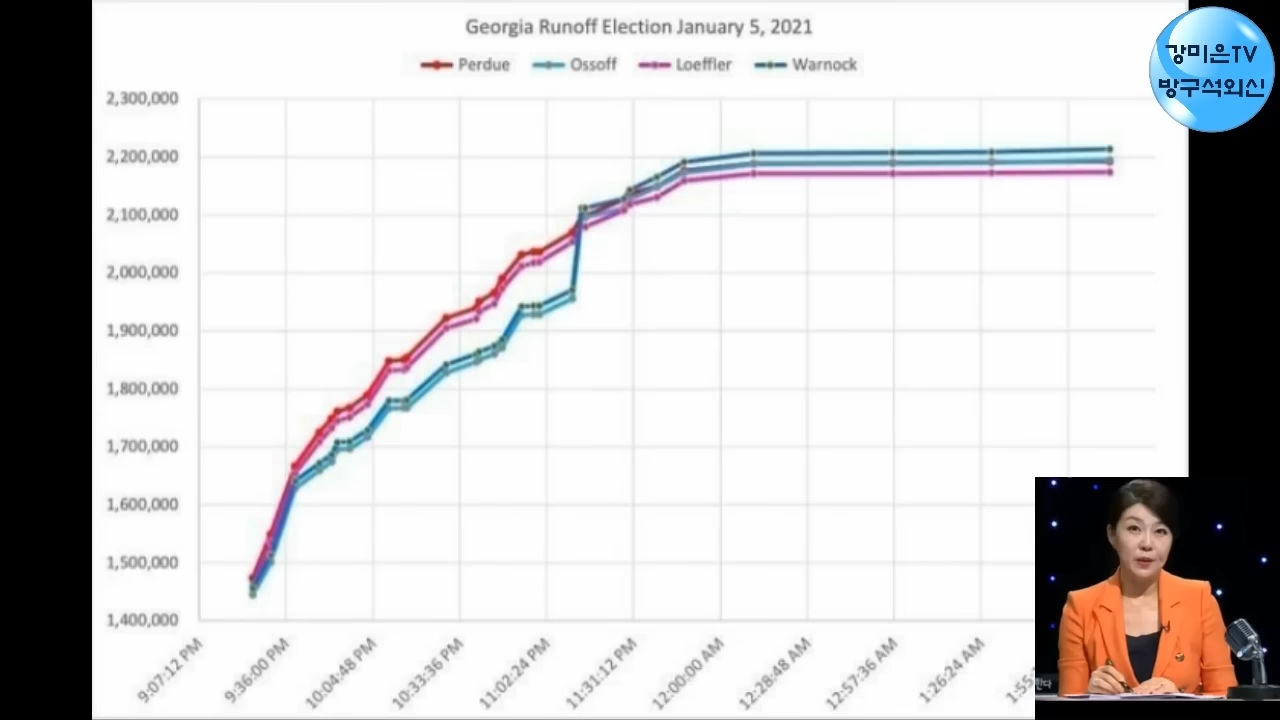 Georgia Runoff Election January 5, 2021
Perdue Ossoff Loeffler Warnock
강미은TV
방구석외신
2,300,000
2,200,000
2,100,000
2,000,000
1,900,000
1,800,000
1,700,000
1,600,000
1,500,000
1,400,000
9:07:12 PM
9:36:00 PM
10:04:48 PM
10:33:36 PM
11:02:24 PM
11:31:12 PM
12:00:00 AM
12:28:48 AM
12:57:36 AM
1:26:24 AM